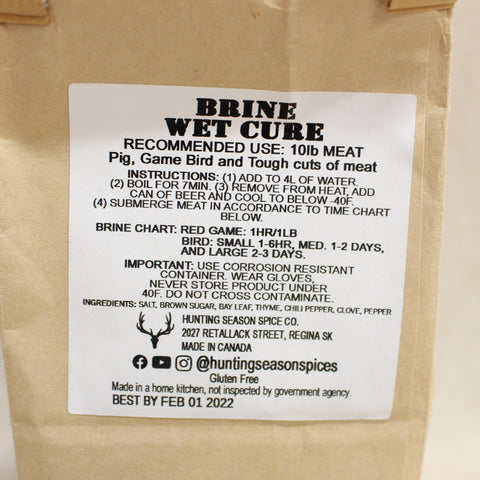 BRINE
WET CURE
RECOMMENDED USE: 10lb MEAT
Pig, Game Bird and Tough cuts of meat
INSTRUCTIONS: (1) ADD TO 4L OF WATER.
(2) BOIL FOR 7MIN. (3) REMOVE FROM HEAT, ADD
CAN OF BEER AND COOL TO BELOW -40F.
(4) SUBMERGE MEAT IN ACCORDANCE TO TIME CHART
BELOW.
BRINE CHART: RED GAME: 1HR/1LB
BIRD: SMALL 1-6HR, MED. 1-2 DAYS,
AND LARGE 2-3 DAYS.
IMPORTANT: USE CORROSION RESISTANT
CONTAINER. WEAR GLOVES,
NEVER STORE PRODUCT UNDER
40F. DO NOT CROSS CONTAMINATE.
INGREDIENTS: SALT, BROWN SUGAR, BAY LEAF, THYME, CHILI PEPPER, CLOVE, PEPPER
HUNTING SEASON SPICE CO.
2027 RETALLACK STREET, REGINA SK
MADE IN CANADA
@huntingseasonspices
Gluten Free
Made in a home kitchen, not inspected by government agency.
BEST BY FEB 01 2022